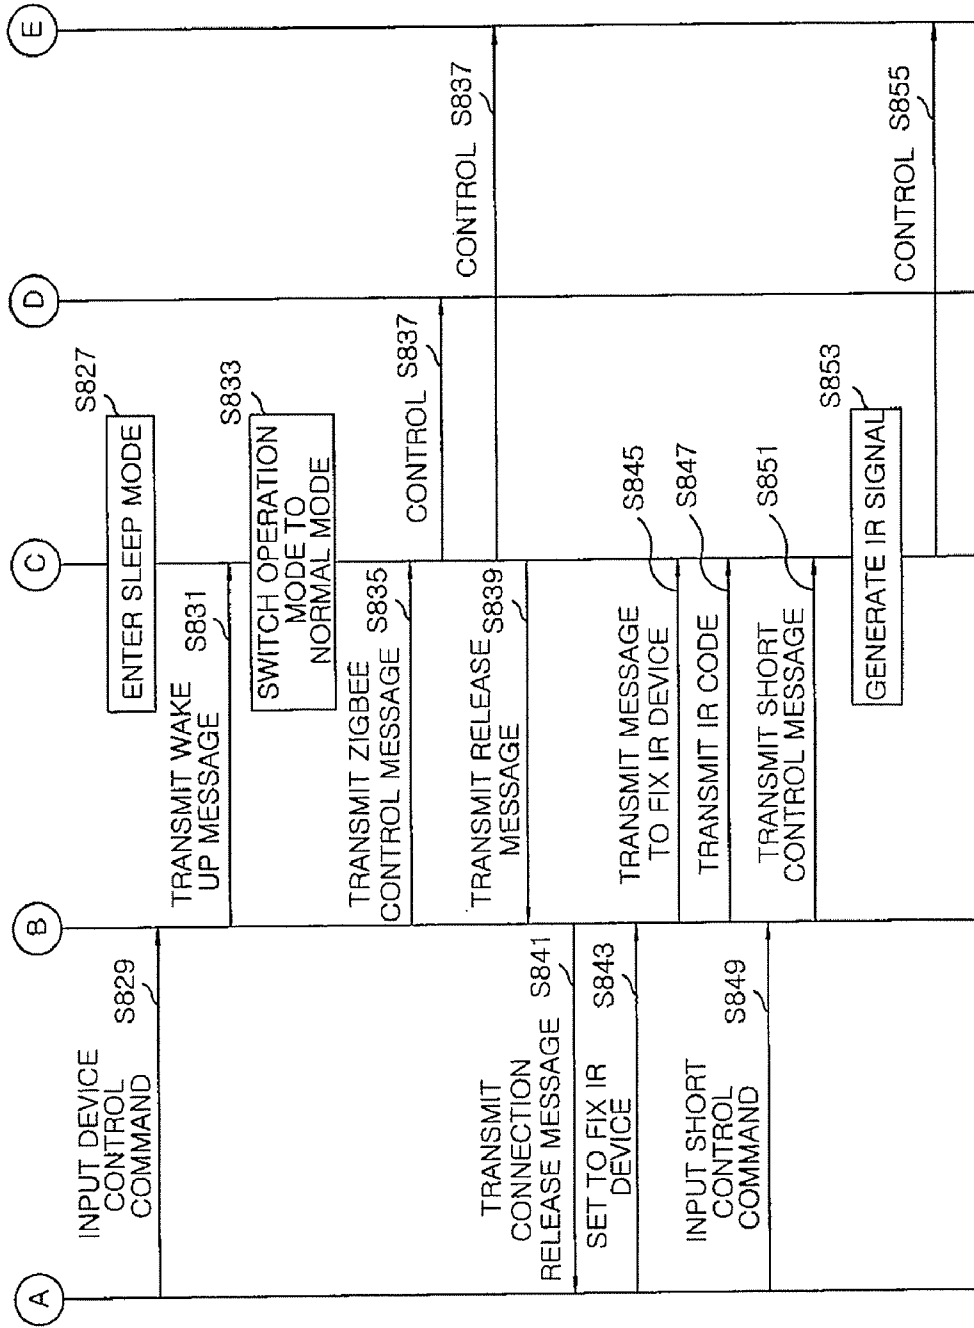 A
B
C
D
E
ENTER SLEEP MODE
S827
INPUT DEVICE
CONTROL
COMMAND
S829
TRANSMIT WAKE
UP MESSAGE
S831
SWITCH OPERATION
MODE TO
NORMAL MODE
S833
TRANSMIT ZIGBEE
CONTROL MESSAGE
S835
CONTROL S837
CONTROL S837
TRANSMIT RELEASE
MESSAGE
S839
TRANSMIT
CONNECTION
RELEASE MESSAGE
S841
SET TO FIX IR
DEVICE
S843
TRANSMIT MESSAGE
TO FIX IR DEVICE
S845
TRANSMIT IR CODE
S847
INPUT SHORT
CONTROL
COMMAND
S849
TRANSMIT SHORT
CONTROL MESSAGE
S851
GENERATE IR SIGNAL
S853
CONTROL S855